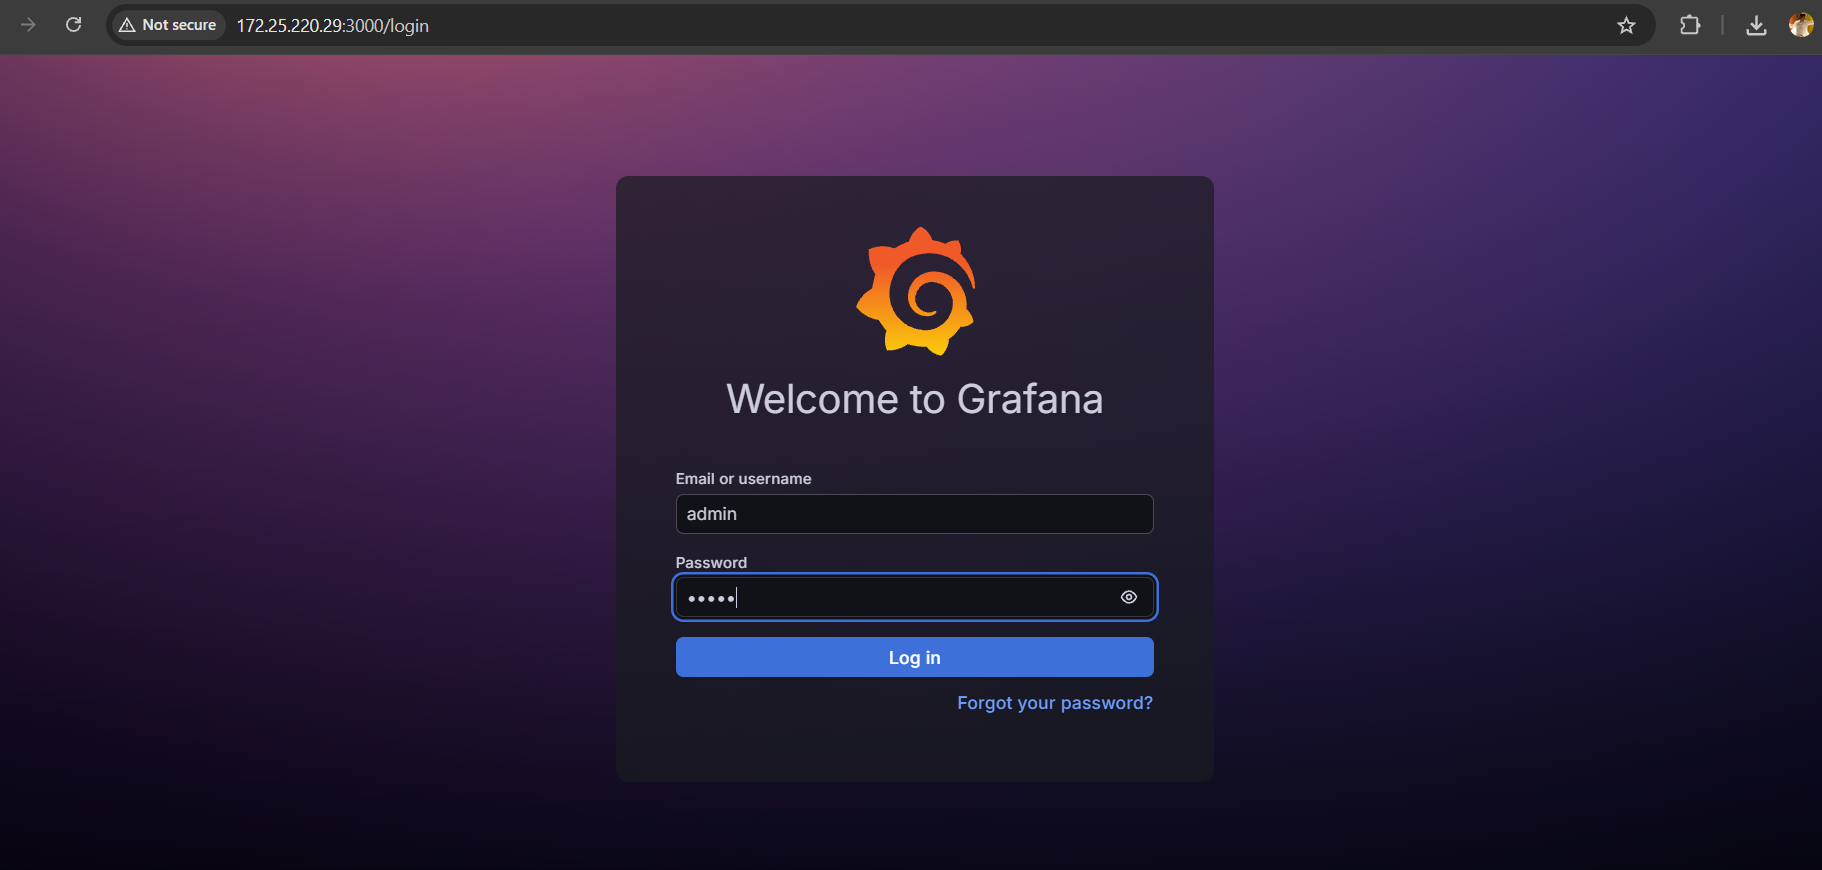 Not secure
172.25.220.29:3000/login
Welcome to Grafana
Email or username
admin
Password
•••••
Log in
Forgot your password?